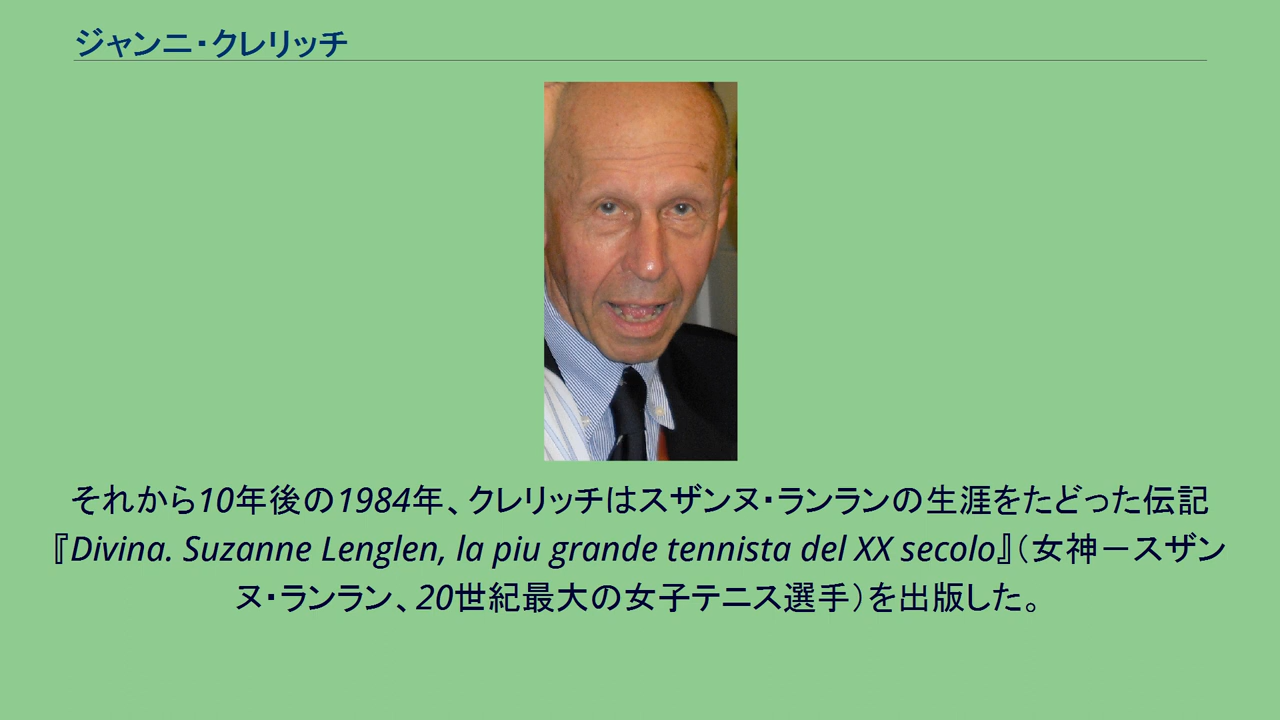 ジャンニ・クレリッチ
それから10年後の1984年、クレリッチはスザンヌ・ランランの生涯をたどった伝記
『Divina. Suzanne Lenglen, la piu grande tennista del XX secolo』（女神－スザン
ヌ・ランラン、20世紀最大の女子テニス選手）を出版した。